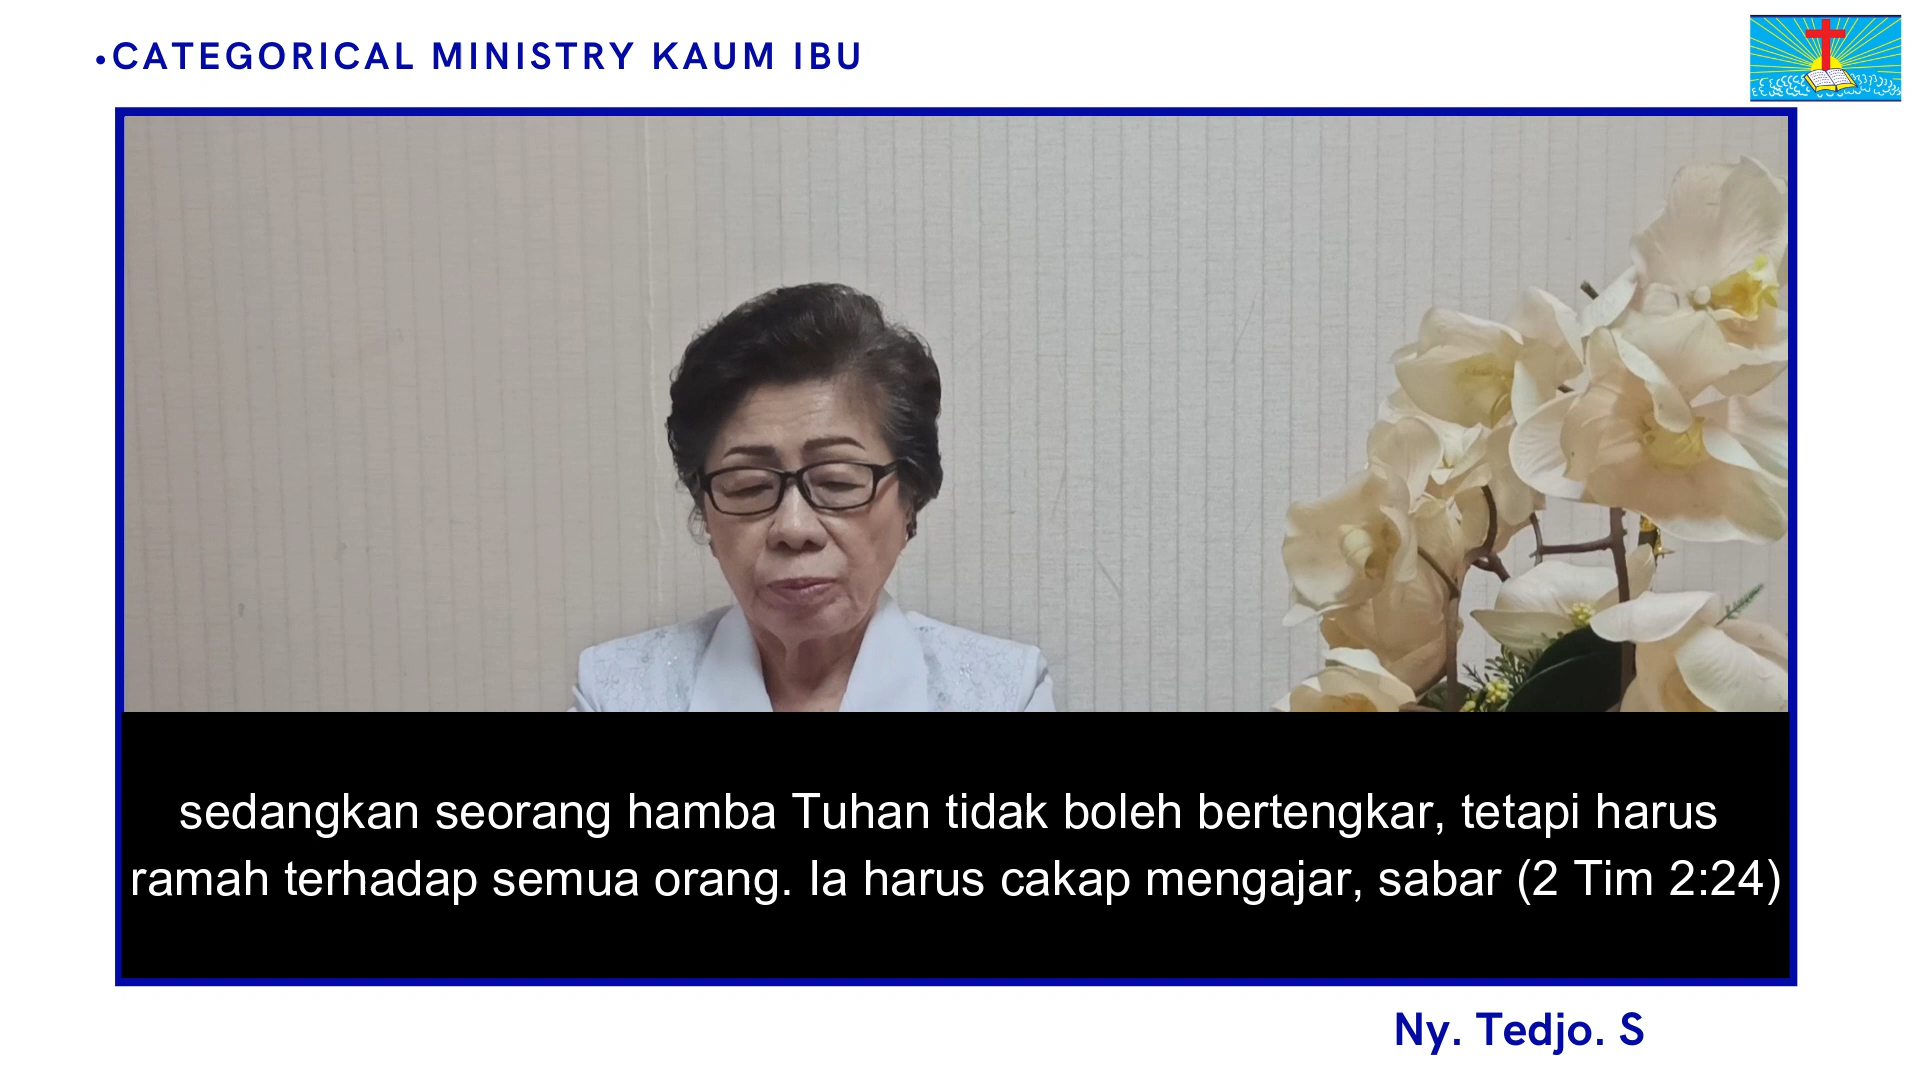 •CATEGORICAL MINISTRY KAUM IBU
sedangkan seorang hamba Tuhan tidak boleh bertengkar, tetapi harus
ramah terhadap semua orang. Ia harus cakap mengajar, sabar (2 Tim 2:24)
Ny. Tedjo. S